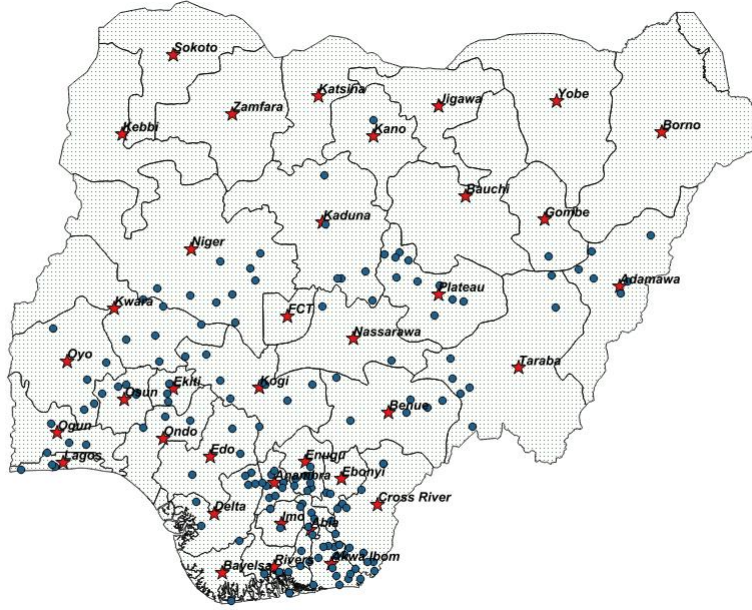 Sokoto
Katsina
Jigawa
Yobe
Zamfara
Kebbi
Kano
Borno
Bauchi
Gombe
Kaduna
Niger
Adamawa
Plateau
Kwara
FCT
Nassarawa
Oyo
Taraba
Ekiti
Kogi
Osun
Benue
Ogun
Ondo
Edo
Enugu
Lagos
Anambra
Ebonyi
Cross River
Delta
Imo
Abia
Bayelsa
Rivers
Akwa Ibom